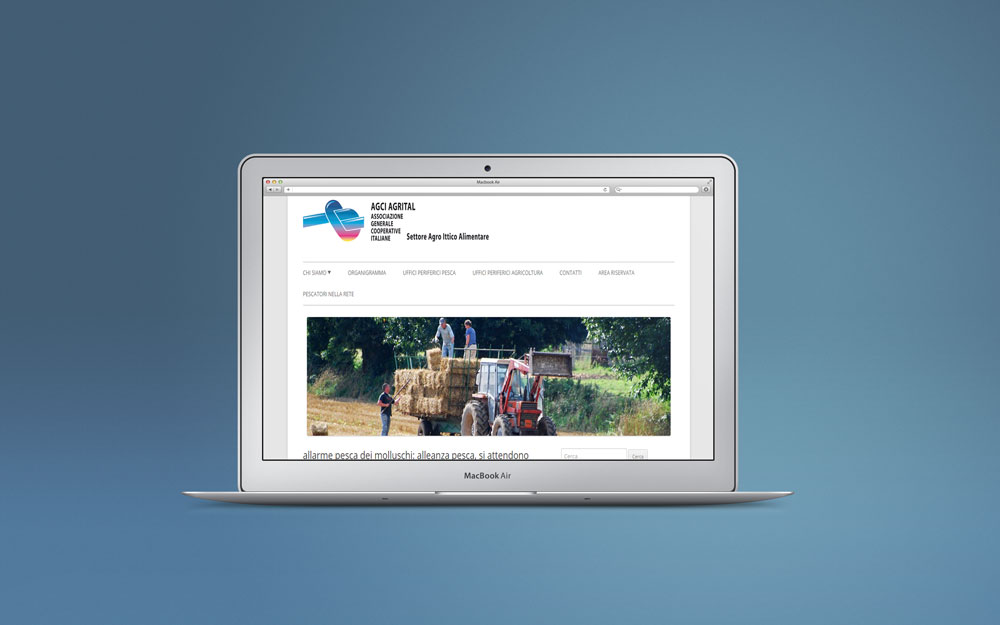 Macbook Air
AGCI AGRITAL
ASSOCIAZIONE
GENERALE
COOPERATIVE
ITALIANE
Settore Agro Ittico Alimentare
CHI SIAMO ▼ ORGANIGRAMMA UFFICI PERIFERICI PESCA UFFICI PERIFERICI AGRICOLTURA CONTATTI AREA RISERVATA
PESCATORI NELLA RETE
allarme pesca dei molluschi: alleanza pesca, si attendono
Cerca Cerca
MacBook Air